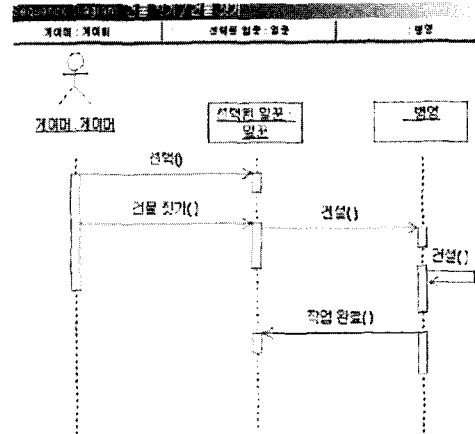 게이머 : 게이머
선택된 일꾼 : 일꾼
: 병영
게이머 : 게이머
선택된 일꾼 :
일꾼
: 병영
선택()
건물 짓기()
건설()
건설()
작업 완료()